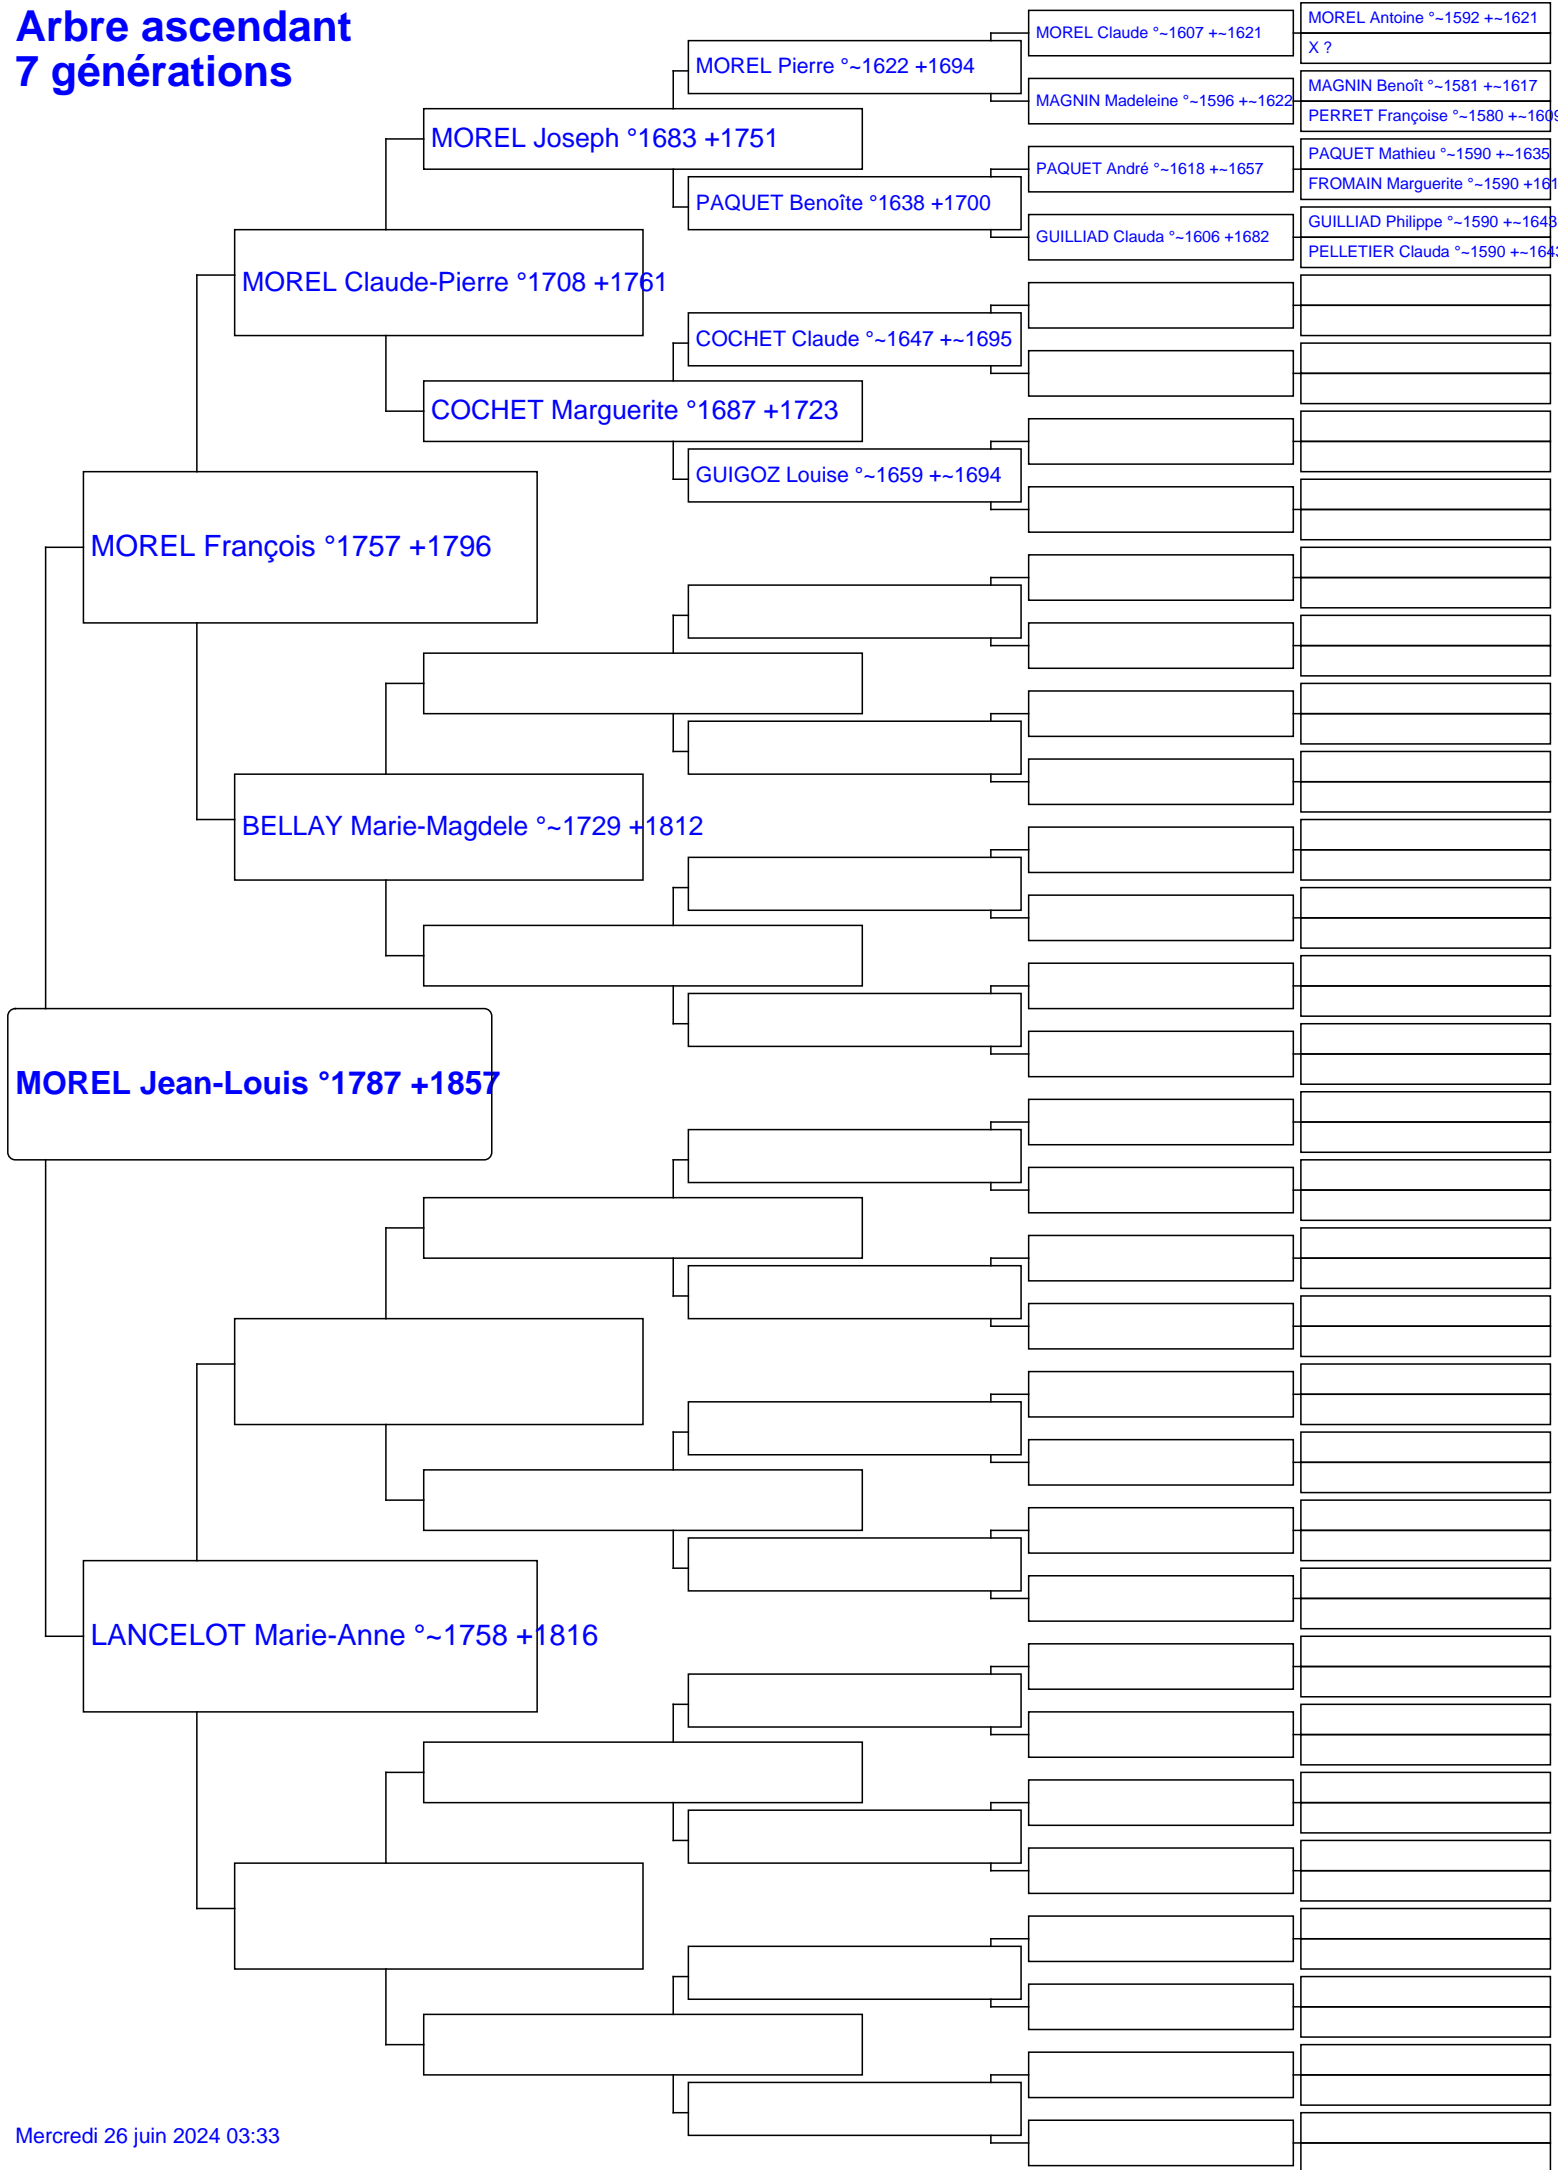 Arbre ascendant
7 générations
MOREL Antoine °~1592 +~1621
MOREL Claude °~1607 +~1621
X ?
MOREL Pierre °~1622 +1694
MAGNIN Benoît °~1581 +~1617
MAGNIN Madeleine °~1596 +~1622
PERRET Françoise °~1580 +~1609
MOREL Joseph °1683 +1751
PAQUET Mathieu °~1590 +~1635
PAQUET André °~1618 +~1657
FROMAIN Marguerite °~1590 +161
PAQUET Benoîte °1638 +1700
GUILLIAD Philippe °~1590 +~1643
GUILLIAD Clauda °~1606 +1682
PELLETIER Clauda °~1590 +~1643
MOREL Claude-Pierre °1708 +1761
COCHET Claude °~1647 +~1695
COCHET Marguerite °1687 +1723
GUIGOZ Louise °~1659 +~1694
MOREL François °1757 +1796
BELLAY Marie-Magdele °~1729 +1812
MOREL Jean-Louis °1787 +1857
LANCELOT Marie-Anne °~1758 +1816
Mercredi 26 juin 2024 03:33